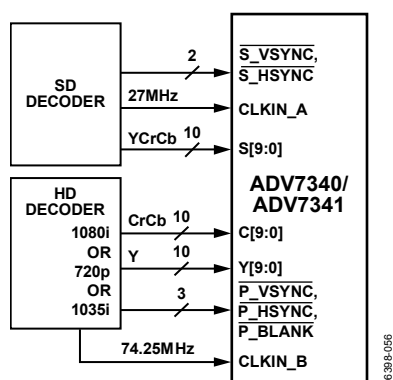 SD
DECODER
2
S_VSYNC,
S_HSYNC
27MHz
CLKIN_A
YCrCb 10
S[9:0]
ADV7340/
ADV7341
HD
DECODER
1080i
OR
720p
OR
1035i
CrCb 10
C[9:0]
Y 10
Y[9:0]
3
P_VSYNC,
P_HSYNC,
P_BLANK
74.25MHz
CLKIN_B
6398-056